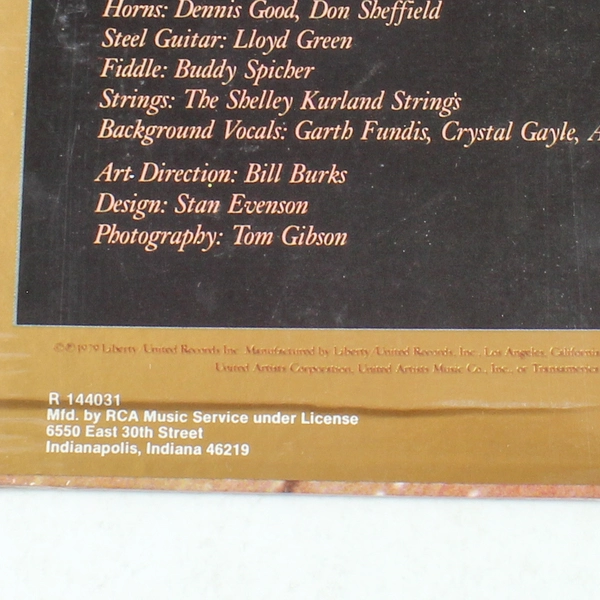 Horns: Dennis Good, Don Sheffield
Steel Guitar: Lloyd Green
Fiddle: Buddy Spicher
Strings: The Shelley Kurland Strings
Background Vocals: Garth Fundis, Crystal Gayle, A
Art Direction: Bill Burks
Design: Stan Evenson
Photography: Tom Gibson
©℗ 1979 Liberty/United Records Inc. Manufactured by Liberty/United Records, Inc., Los Angeles, California
United Artists Corporation, United Artists Music Co., Inc., or Transamerica
R 144031
Mfd. by RCA Music Service under License
6550 East 30th Street
Indianapolis, Indiana 46219